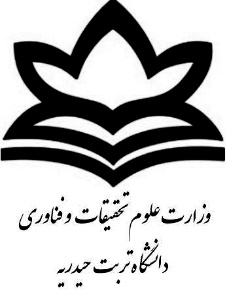 وزارت علوم تحقیقات و فناوری
دانشگاه تربت حیدریه